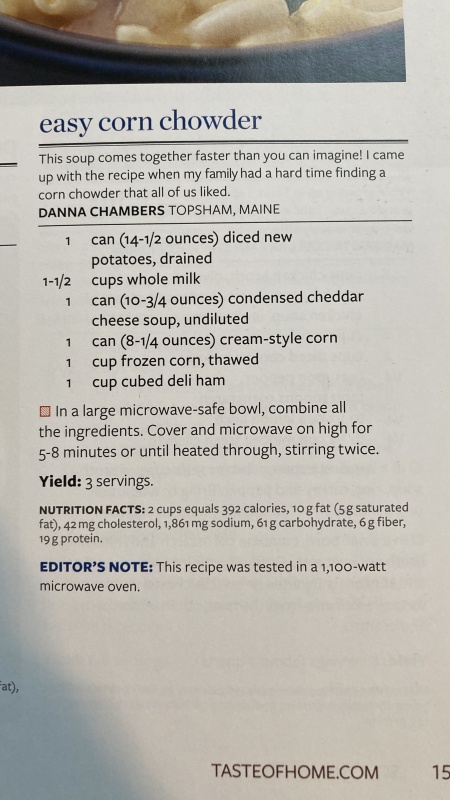 easy corn chowder
This soup comes together faster than you can imagine! I came
up with the recipe when my family had a hard time finding a
corn chowder that all of us liked.
DANNA CHAMBERS TOPSHAM, MAINE
1 can (14-1/2 ounces) diced new
potatoes, drained
1-1/2 cups whole milk
1 can (10-3/4 ounces) condensed cheddar
cheese soup, undiluted
1 can (8-1/4 ounces) cream-style corn
1 cup frozen corn, thawed
1 cup cubed deli ham
In a large microwave-safe bowl, combine all
the ingredients. Cover and microwave on high for
5-8 minutes or until heated through, stirring twice.
Yield: 3 servings.
NUTRITION FACTS: 2 cups equals 392 calories, 10 g fat (5 g saturated
fat), 42 mg cholesterol, 1,861 mg sodium, 61 g carbohydrate, 6 g fiber,
19 g protein.
EDITOR'S NOTE: This recipe was tested in a 1,100-watt
microwave oven.
fat),
TASTEOFHOME.COM 15